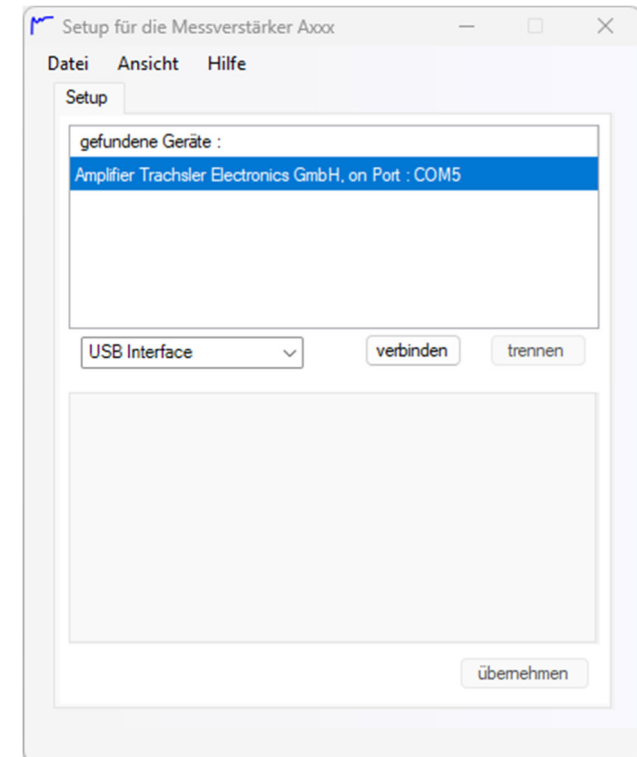 Setup für die Messverstärker Axxx
Datei Ansicht Hilfe
Setup
gefundene Geräte :
Amplifier Trachsler Electronics GmbH, on Port : COM5
USB Interface
verbinden
trennen
übernehmen